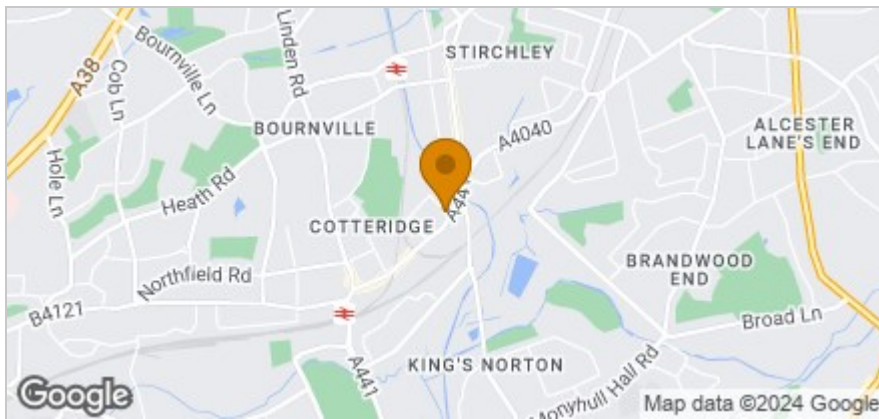 A38
Cob Ln
Bournville Ln
Linden Rd
STIRCHLEY
BOURNVILLE
A4040
ALCESTER
LANE'S END
Hole Ln
Heath Rd
A441
COTTERIDGE
Northfield Rd
BRANDWOOD
END
B4121
Broad Ln
KING'S NORTON
A441
Monyhull Hall Rd
Google
Map data ©2024 Google